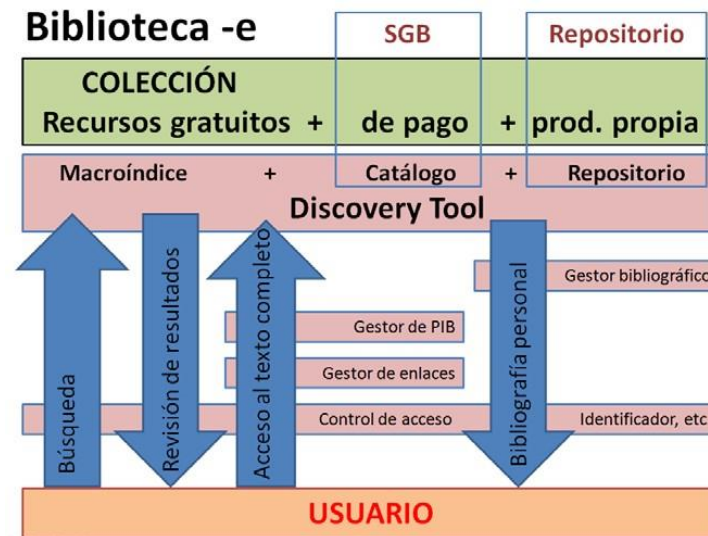 Biblioteca -e
SGB
Repositorio
COLECCIÓN
Recursos gratuitos + de pago + prod. propia
Macroíndice + Catálogo + Repositorio
Discovery Tool
Búsqueda
Revisión de resultados
Acceso al texto completo
Bibliografía personal
Gestor bibliográfico
Gestor de PIB
Gestor de enlaces
Control de acceso
Identificador, etc
USUARIO